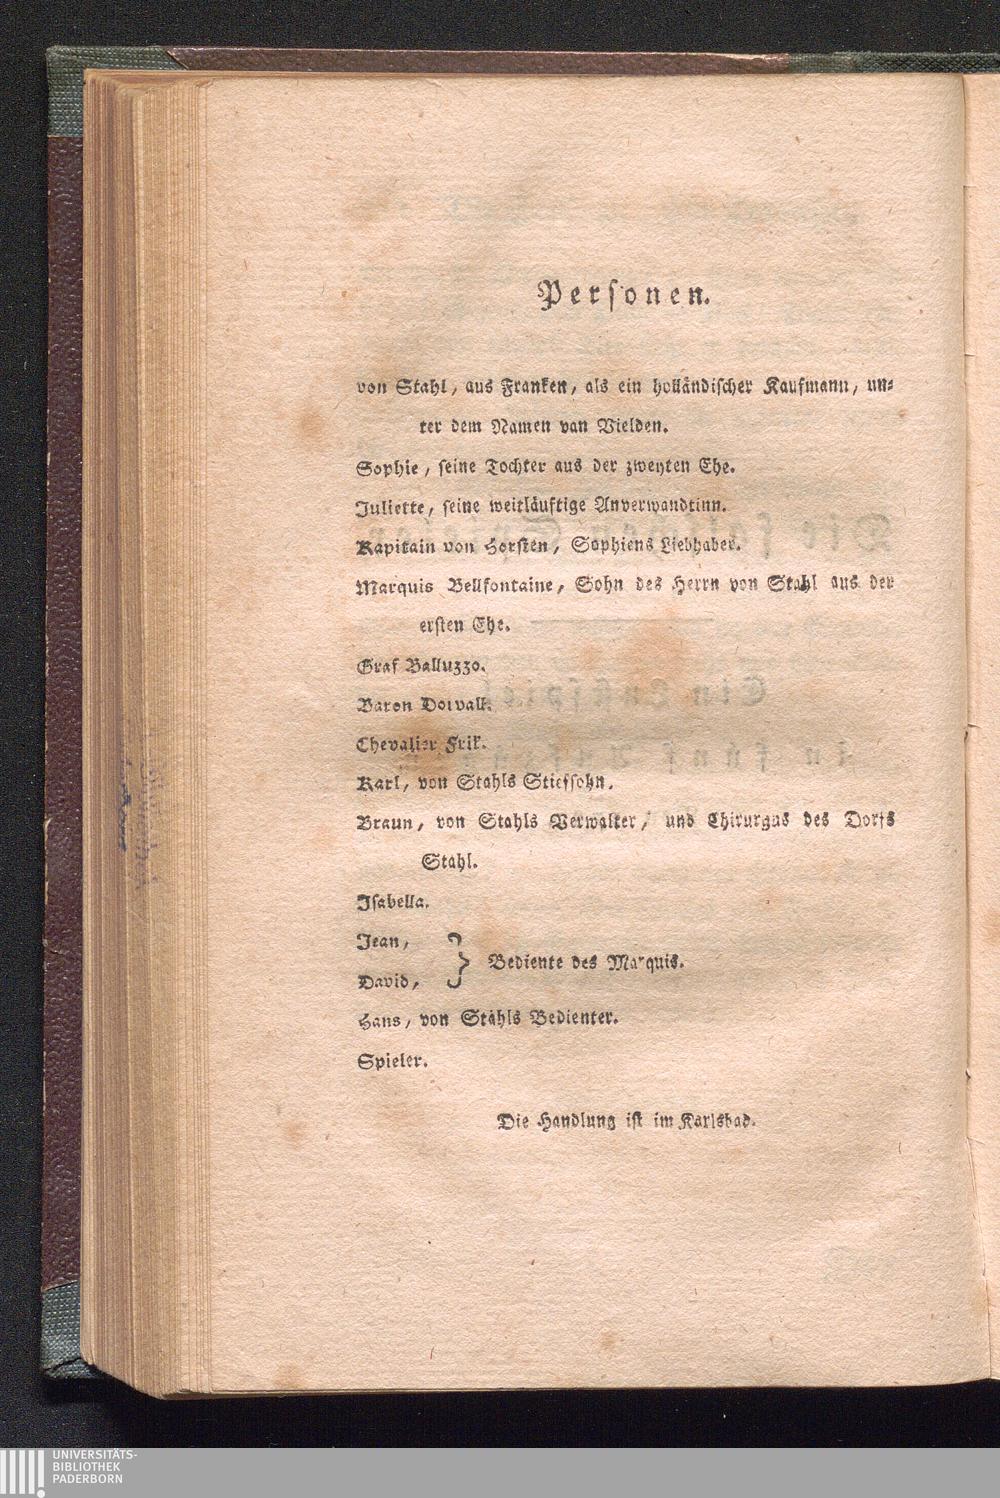 Personen.
von Stahl, aus Franken, als ein holländischer Kaufmann, un⸗
ter dem Namen van Vielden.
Sophie, seine Tochter aus der zweyten Ehe.
Juliette, seine weitläuftige Anverwandtinn.
Kapitain von Horsten, Sophiens Liebhaber.
Marquis Bellfontaine, Sohn des Herrn von Stahl aus der
ersten Ehe.
Graf Balluzzo.
Baron Dorvall.
Chevalier Frik.
Karl, von Stahls Stiefsohn.
Braun, von Stahls Verwalter, und Chirurgus des Dorfs
Stahl.
Isabella.
Jean,
David,
} Bediente des Marquis.
Hans, von Stahls Bedienter.
Spieler.
Die Handlung ist im Karlsbad.
UNIVERSITÄTS-
BIBLIOTHEK
PADERBORN